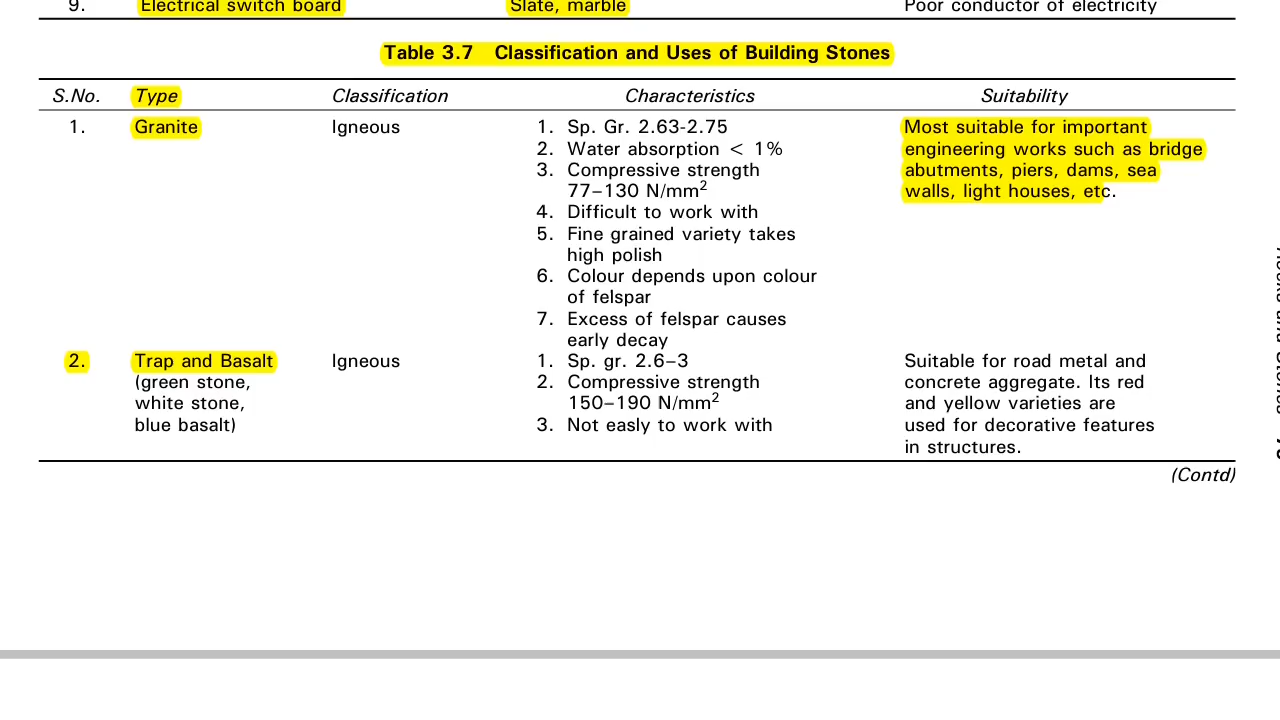 9. Electrical switch board Slate, marble Poor conductor of electricity
Table 3.7 Classification and Uses of Building Stones
S.No. Type Classification Characteristics Suitability
1. Granite Igneous 1. Sp. Gr. 2.63-2.75 Most suitable for important
2. Water absorption < 1% engineering works such as bridge
3. Compressive strength abutments, piers, dams, sea
77–130 N/mm² walls, light houses, etc.
4. Difficult to work with
5. Fine grained variety takes
high polish
6. Colour depends upon colour
of felspar
7. Excess of felspar causes
early decay
2. Trap and Basalt Igneous 1. Sp. gr. 2.6–3 Suitable for road metal and
(green stone, 2. Compressive strength concrete aggregate. Its red
white stone, 150–190 N/mm² and yellow varieties are
blue basalt) 3. Not easly to work with used for decorative features
in structures.
(Contd)